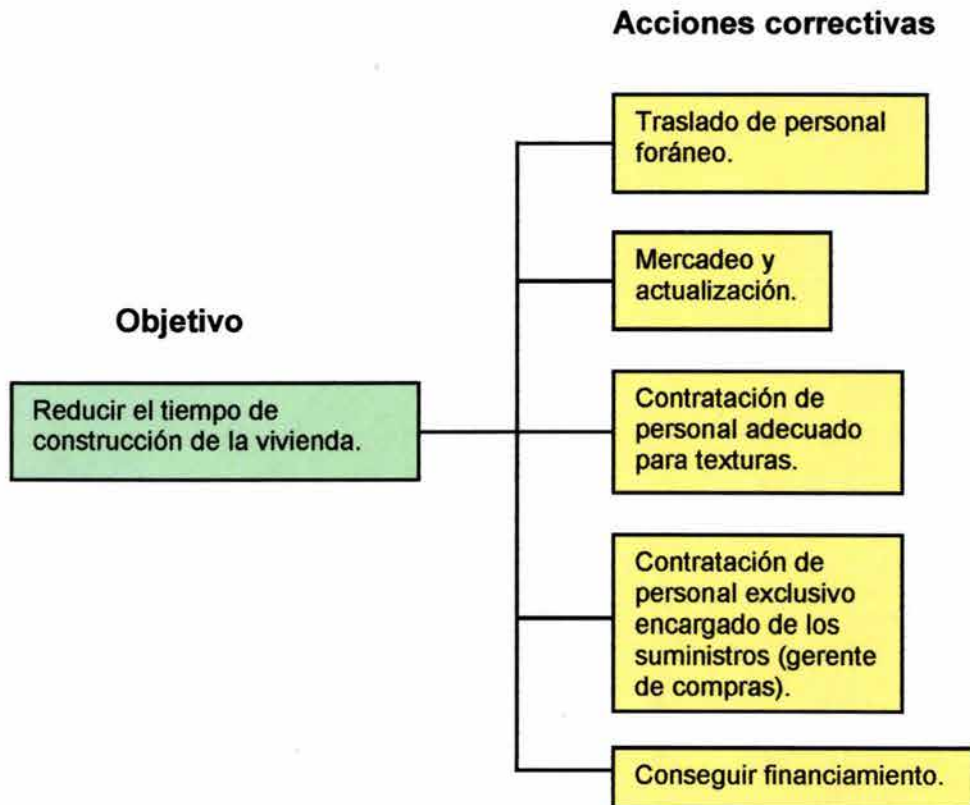 Acciones correctivas
Traslado de personal
foráneo.
Mercadeo y
actualización.
Objetivo
Reducir el tiempo de
construcción de la vivienda.
Contratación de
personal adecuado
para texturas.
Contratación de
personal exclusivo
encargado de los
suministros (gerente
de compras).
Conseguir financiamiento.